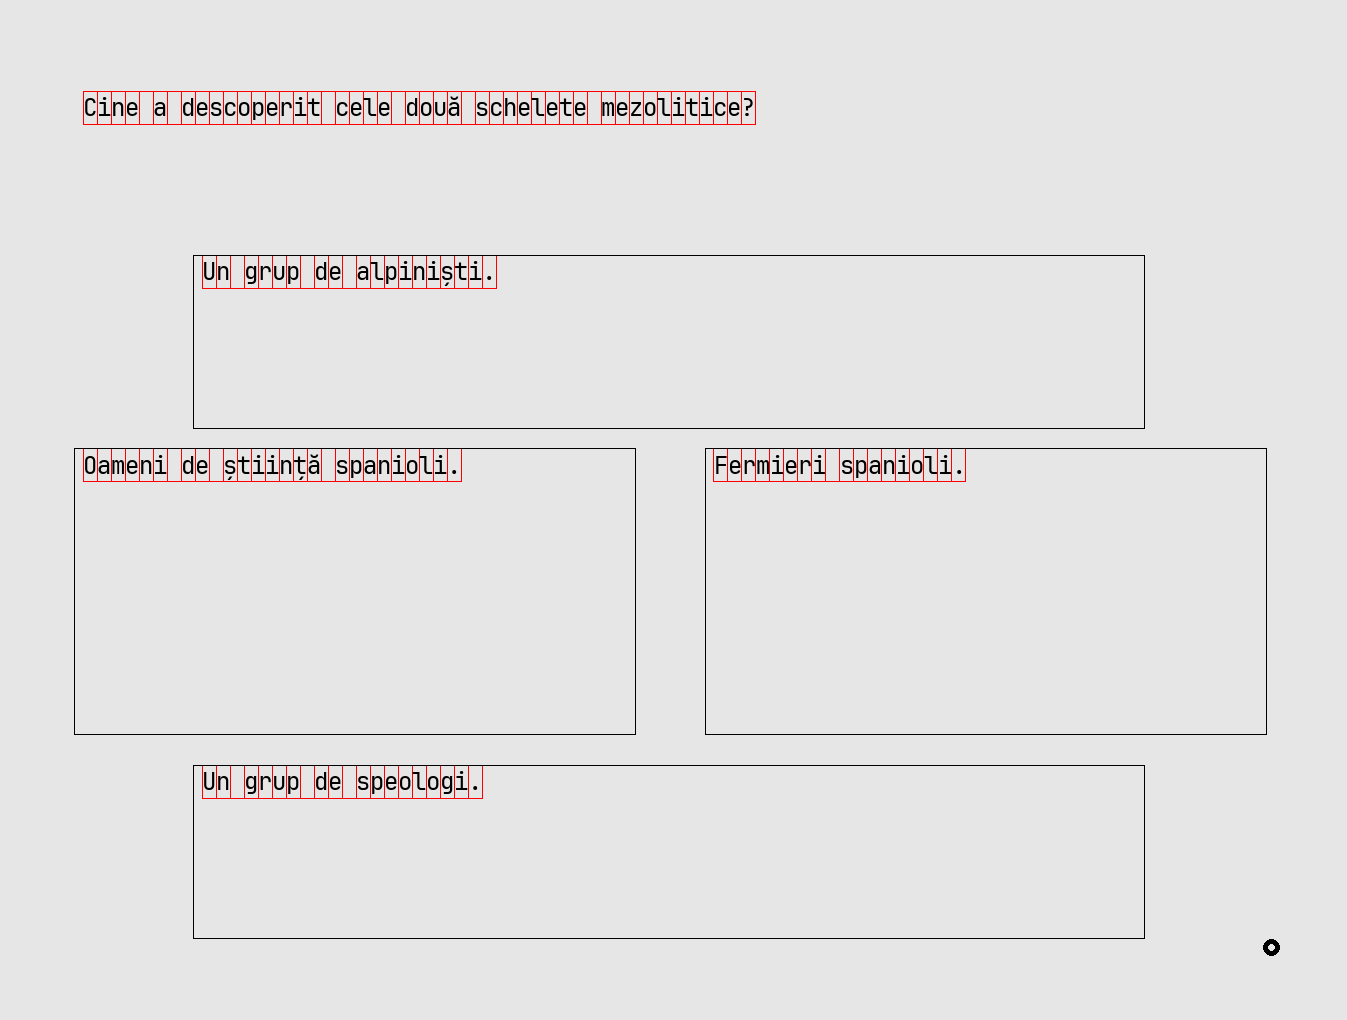 Cine a descoperit cele două schelete mezolitice?
Un grup de alpiniști.
Oameni de știință spanioli.
Fermieri spanioli.
Un grup de speologi.